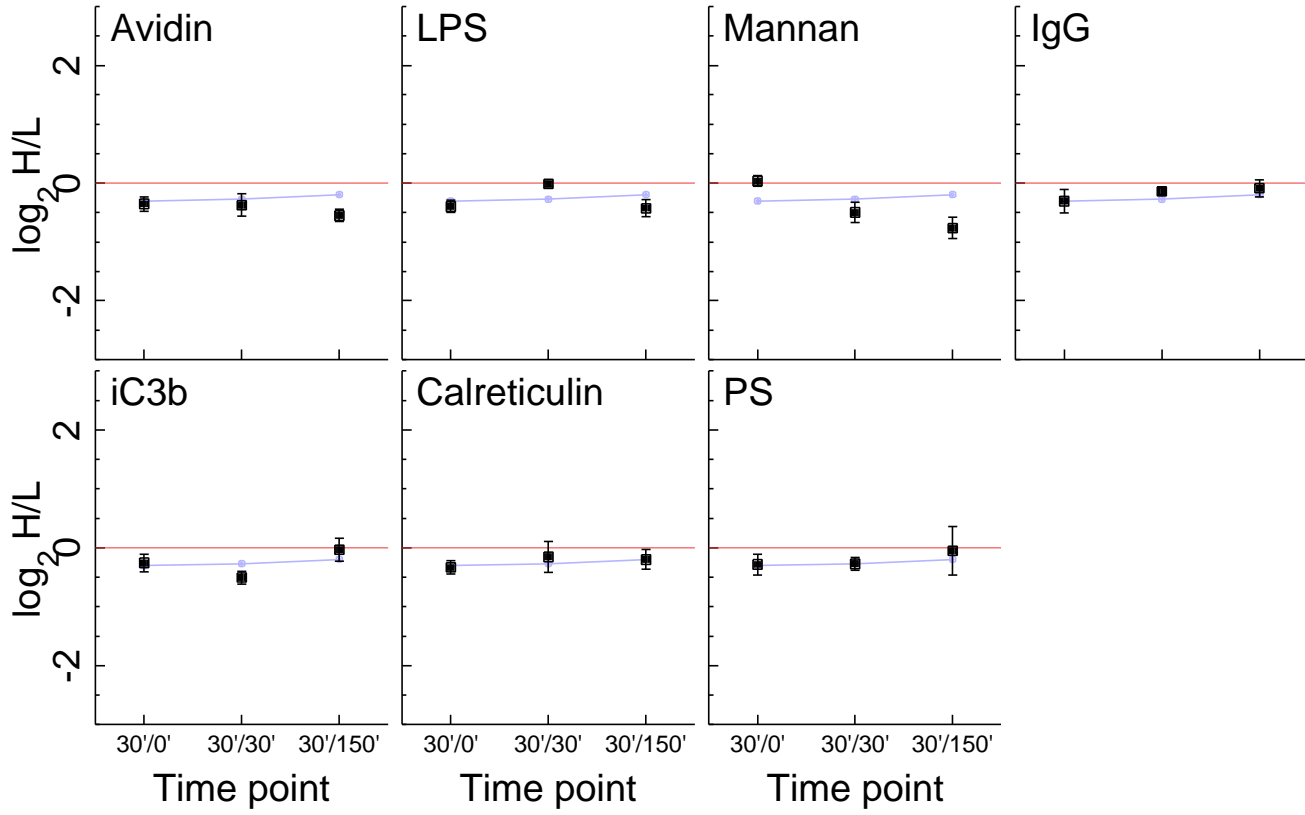 Avidin LPS Mannan IgG
2
0
-2
log2 H/L
iC3b Calreticulin PS
2
0
-2
log2 H/L
30'/0' 30'/30' 30'/150' 30'/0' 30'/30' 30'/150' 30'/0' 30'/30' 30'/150'
Time point Time point Time point